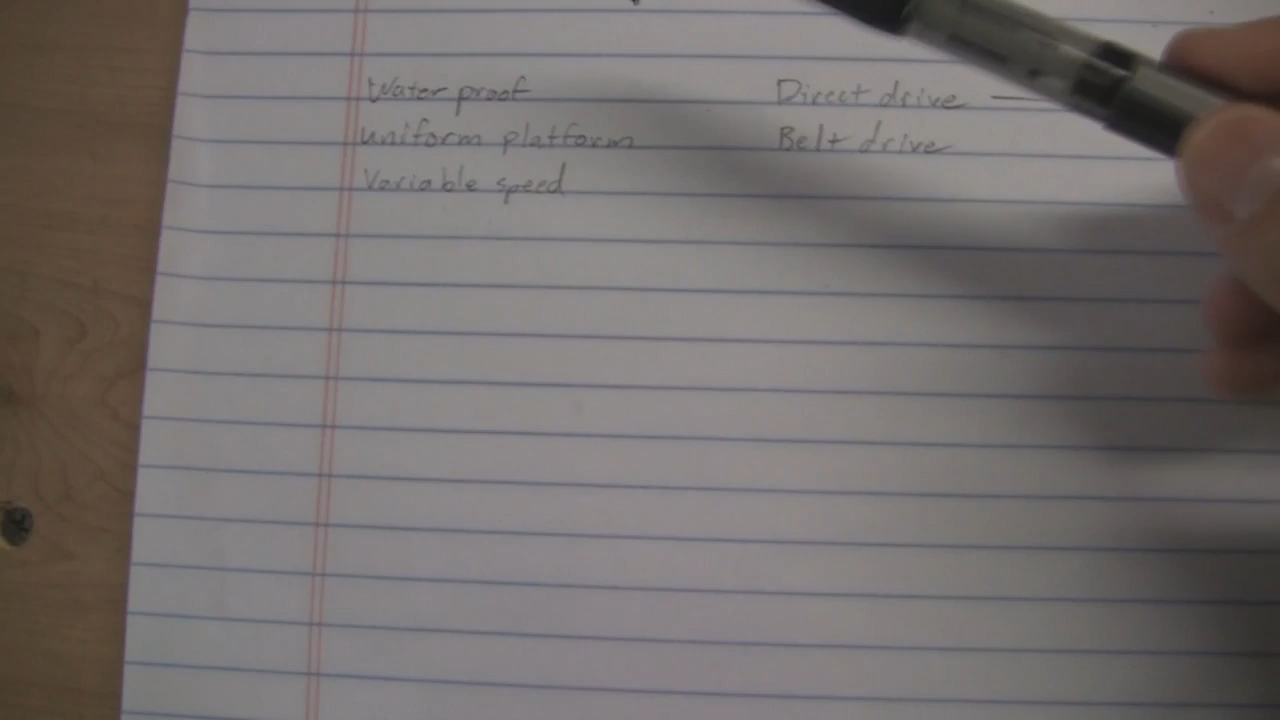 Water proof
uniform platform
Variable speed
Direct drive —
Belt drive